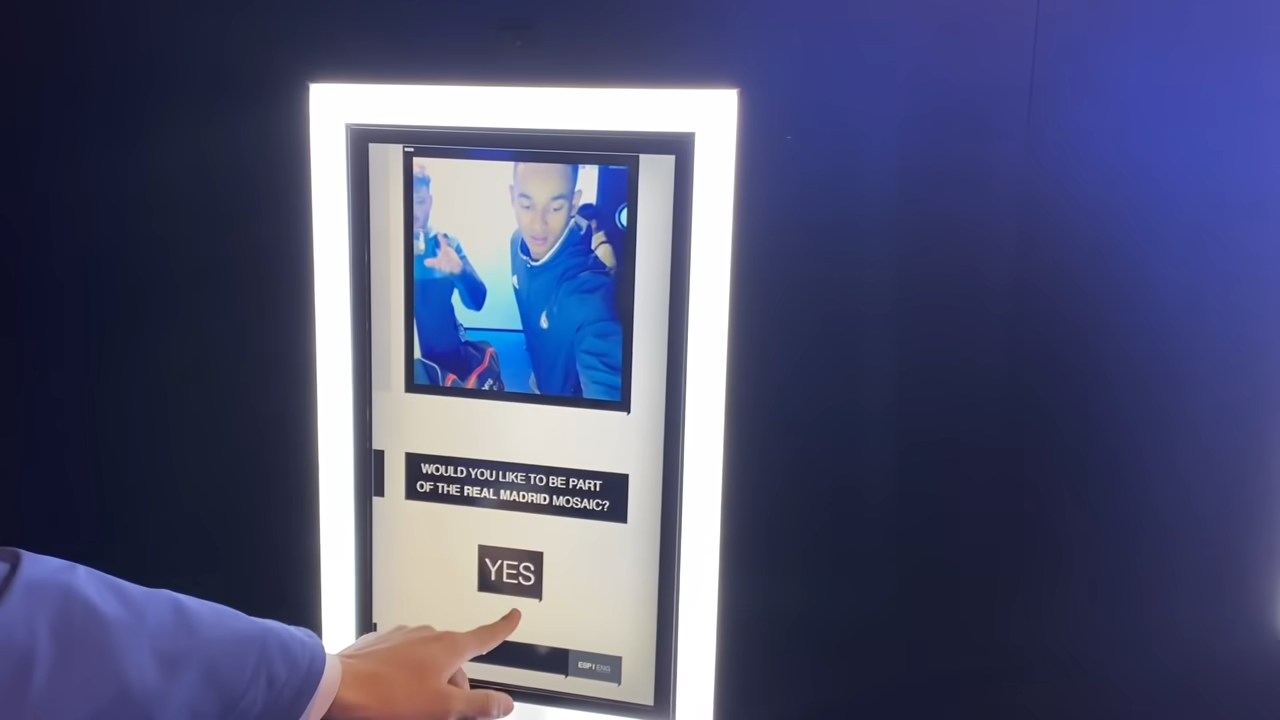 WOULD YOU LIKE TO BE PART
OF THE REAL MADRID MOSAIC?
YES
ESP | ENG